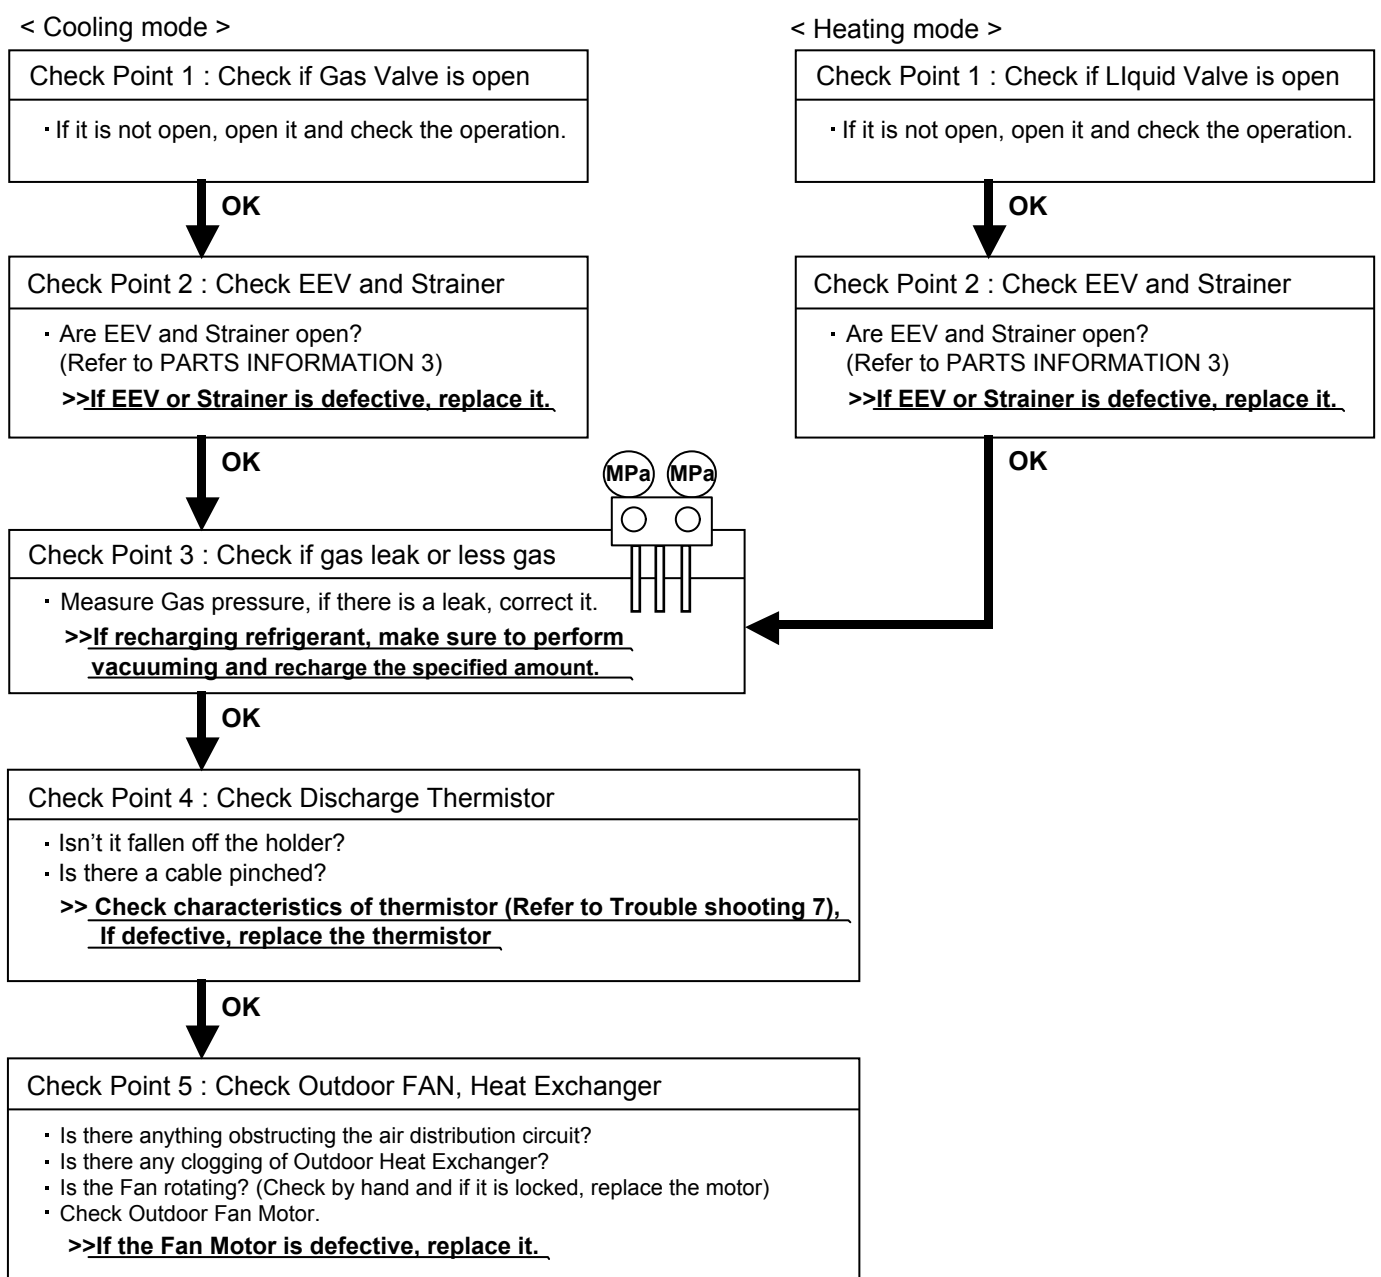 < Cooling mode >
Check Point 1 : Check if Gas Valve is open
· If it is not open, open it and check the operation.
OK
Check Point 2 : Check EEV and Strainer
· Are EEV and Strainer open?
(Refer to PARTS INFORMATION 3)
>>If EEV or Strainer is defective, replace it.
OK
< Heating mode >
Check Point 1 : Check if LIquid Valve is open
· If it is not open, open it and check the operation.
OK
Check Point 2 : Check EEV and Strainer
· Are EEV and Strainer open?
(Refer to PARTS INFORMATION 3)
>>If EEV or Strainer is defective, replace it.
OK
MPa MPa
Check Point 3 : Check if gas leak or less gas
· Measure Gas pressure, if there is a leak, correct it.
>>If recharging refrigerant, make sure to perform
vacuuming and recharge the specified amount.
OK
Check Point 4 : Check Discharge Thermistor
· Isn't it fallen off the holder?
· Is there a cable pinched?
>> Check characteristics of thermistor (Refer to Trouble shooting 7),
If defective, replace the thermistor
OK
Check Point 5 : Check Outdoor FAN, Heat Exchanger
· Is there anything obstructing the air distribution circuit?
· Is there any clogging of Outdoor Heat Exchanger?
· Is the Fan rotating? (Check by hand and if it is locked, replace the motor)
· Check Outdoor Fan Motor.
>>If the Fan Motor is defective, replace it.